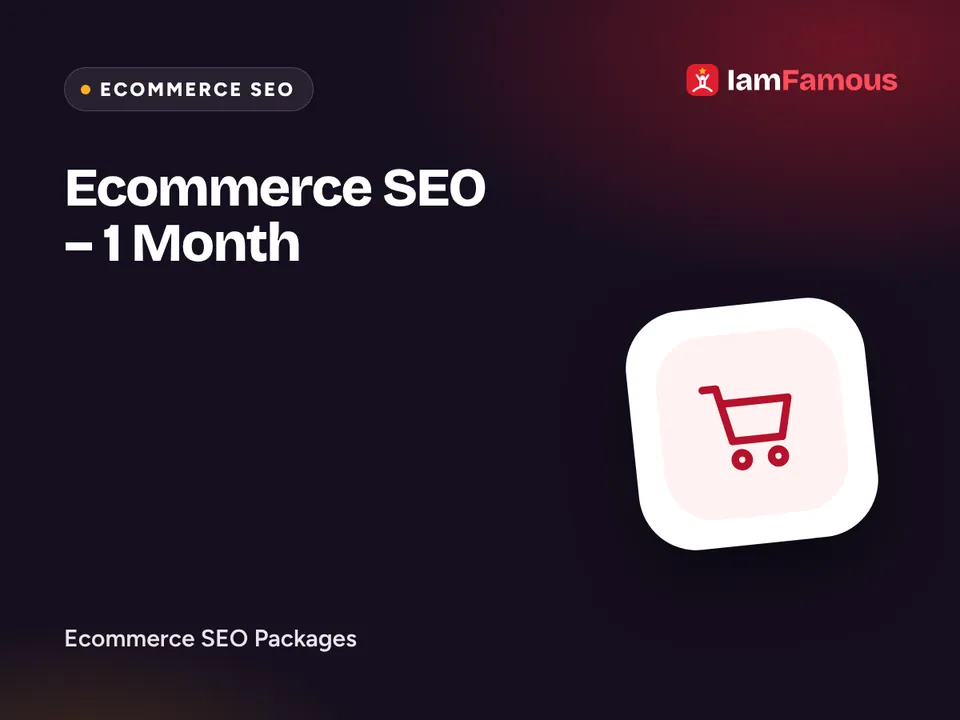 ECOMMERCE SEO
IamFamous
Ecommerce SEO
– 1 Month
Ecommerce SEO Packages